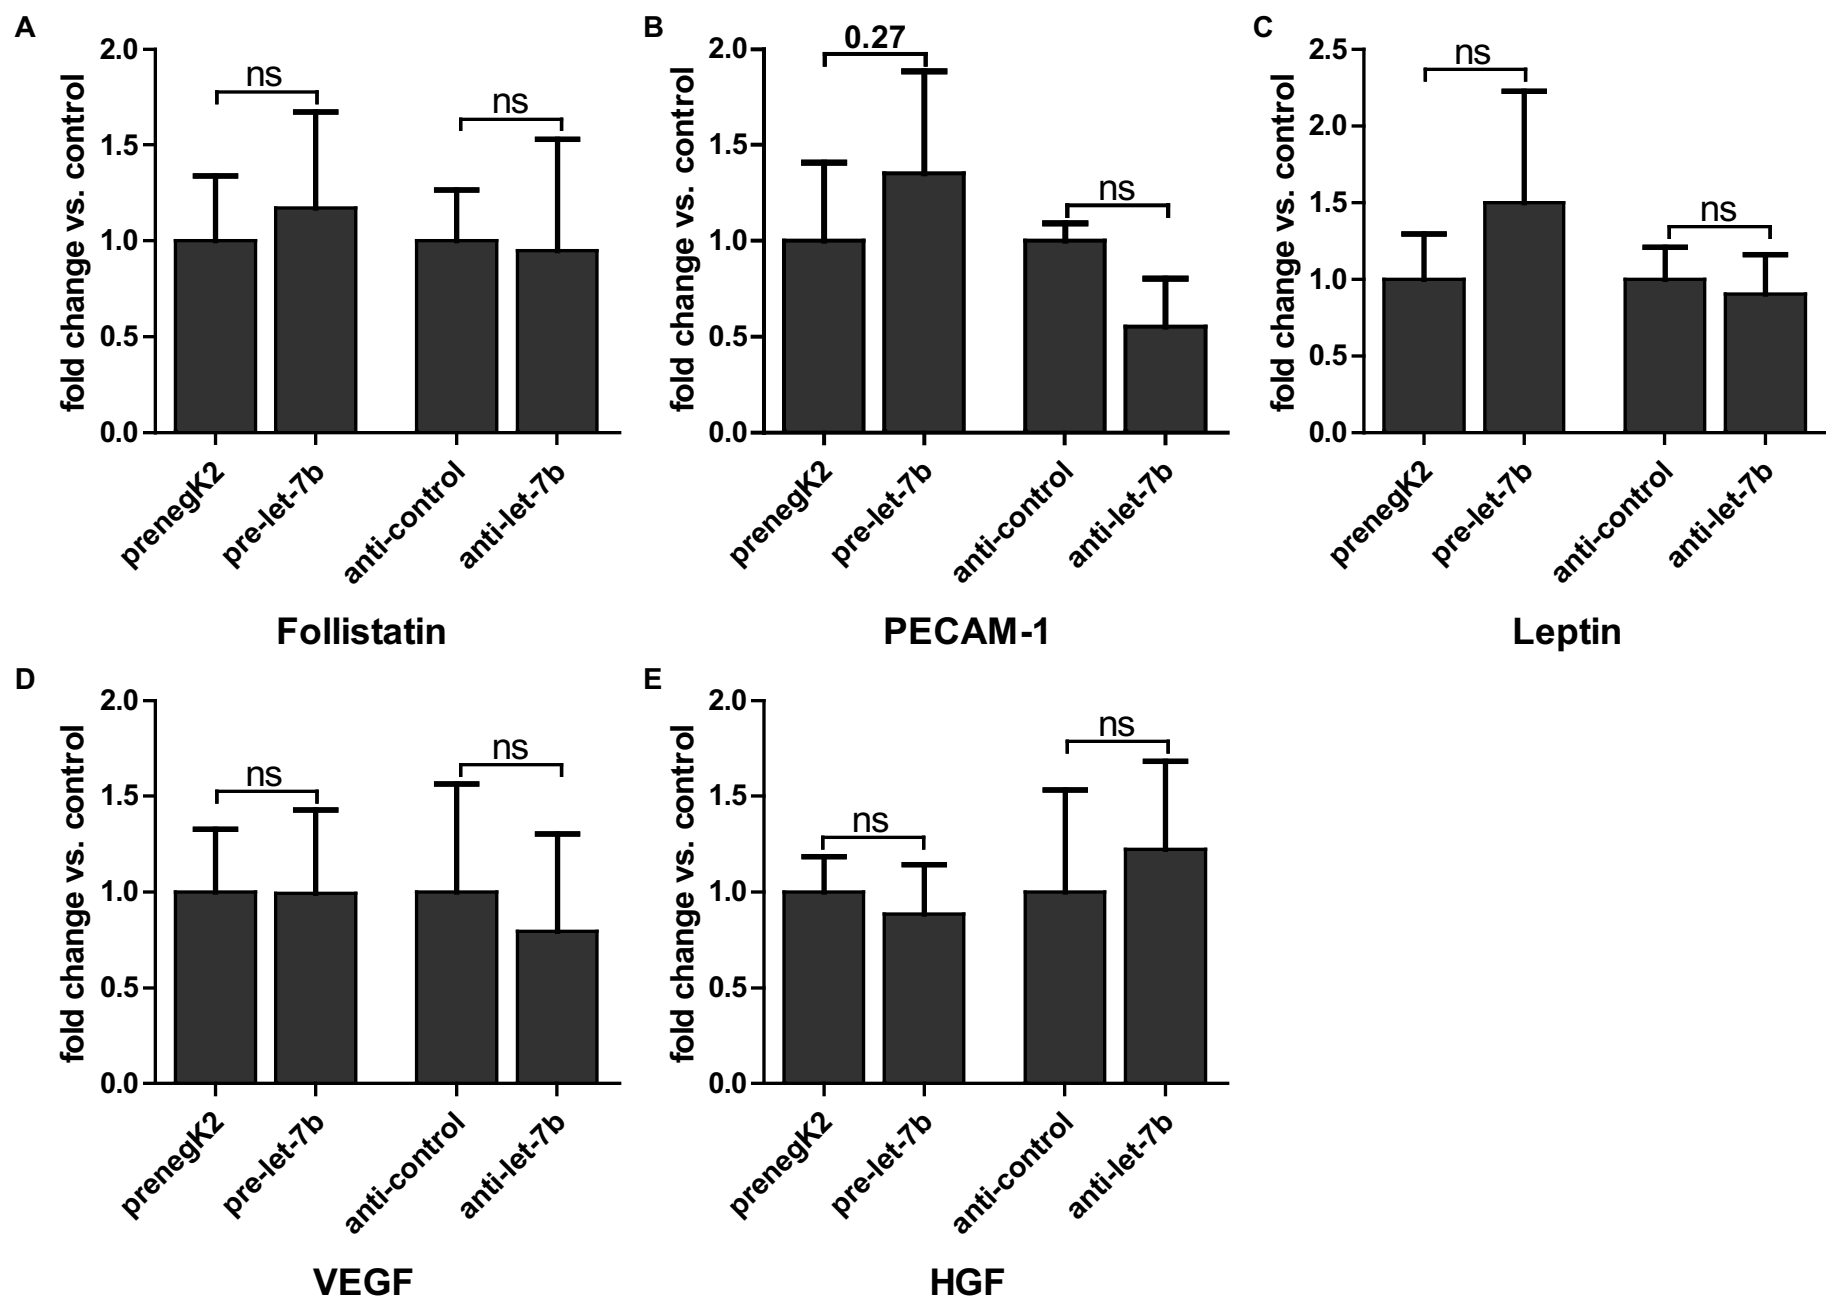 A
fold change vs. control
2.0
1.5
1.0
0.5
0.0
ns
ns
prenegK2
pre-let-7b
anti-control
anti-let-7b
Follistatin
B
fold change vs. control
2.0
1.5
1.0
0.5
0.0
0.27
ns
prenegK2
pre-let-7b
anti-control
anti-let-7b
PECAM-1
C
fold change vs. control
2.5
2.0
1.5
1.0
0.5
0.0
ns
ns
prenegK2
pre-let-7b
anti-control
anti-let-7b
Leptin
D
fold change vs. control
2.0
1.5
1.0
0.5
0.0
ns
ns
prenegK2
pre-let-7b
anti-control
anti-let-7b
VEGF
E
fold change vs. control
2.0
1.5
1.0
0.5
0.0
ns
ns
prenegK2
pre-let-7b
anti-control
anti-let-7b
HGF